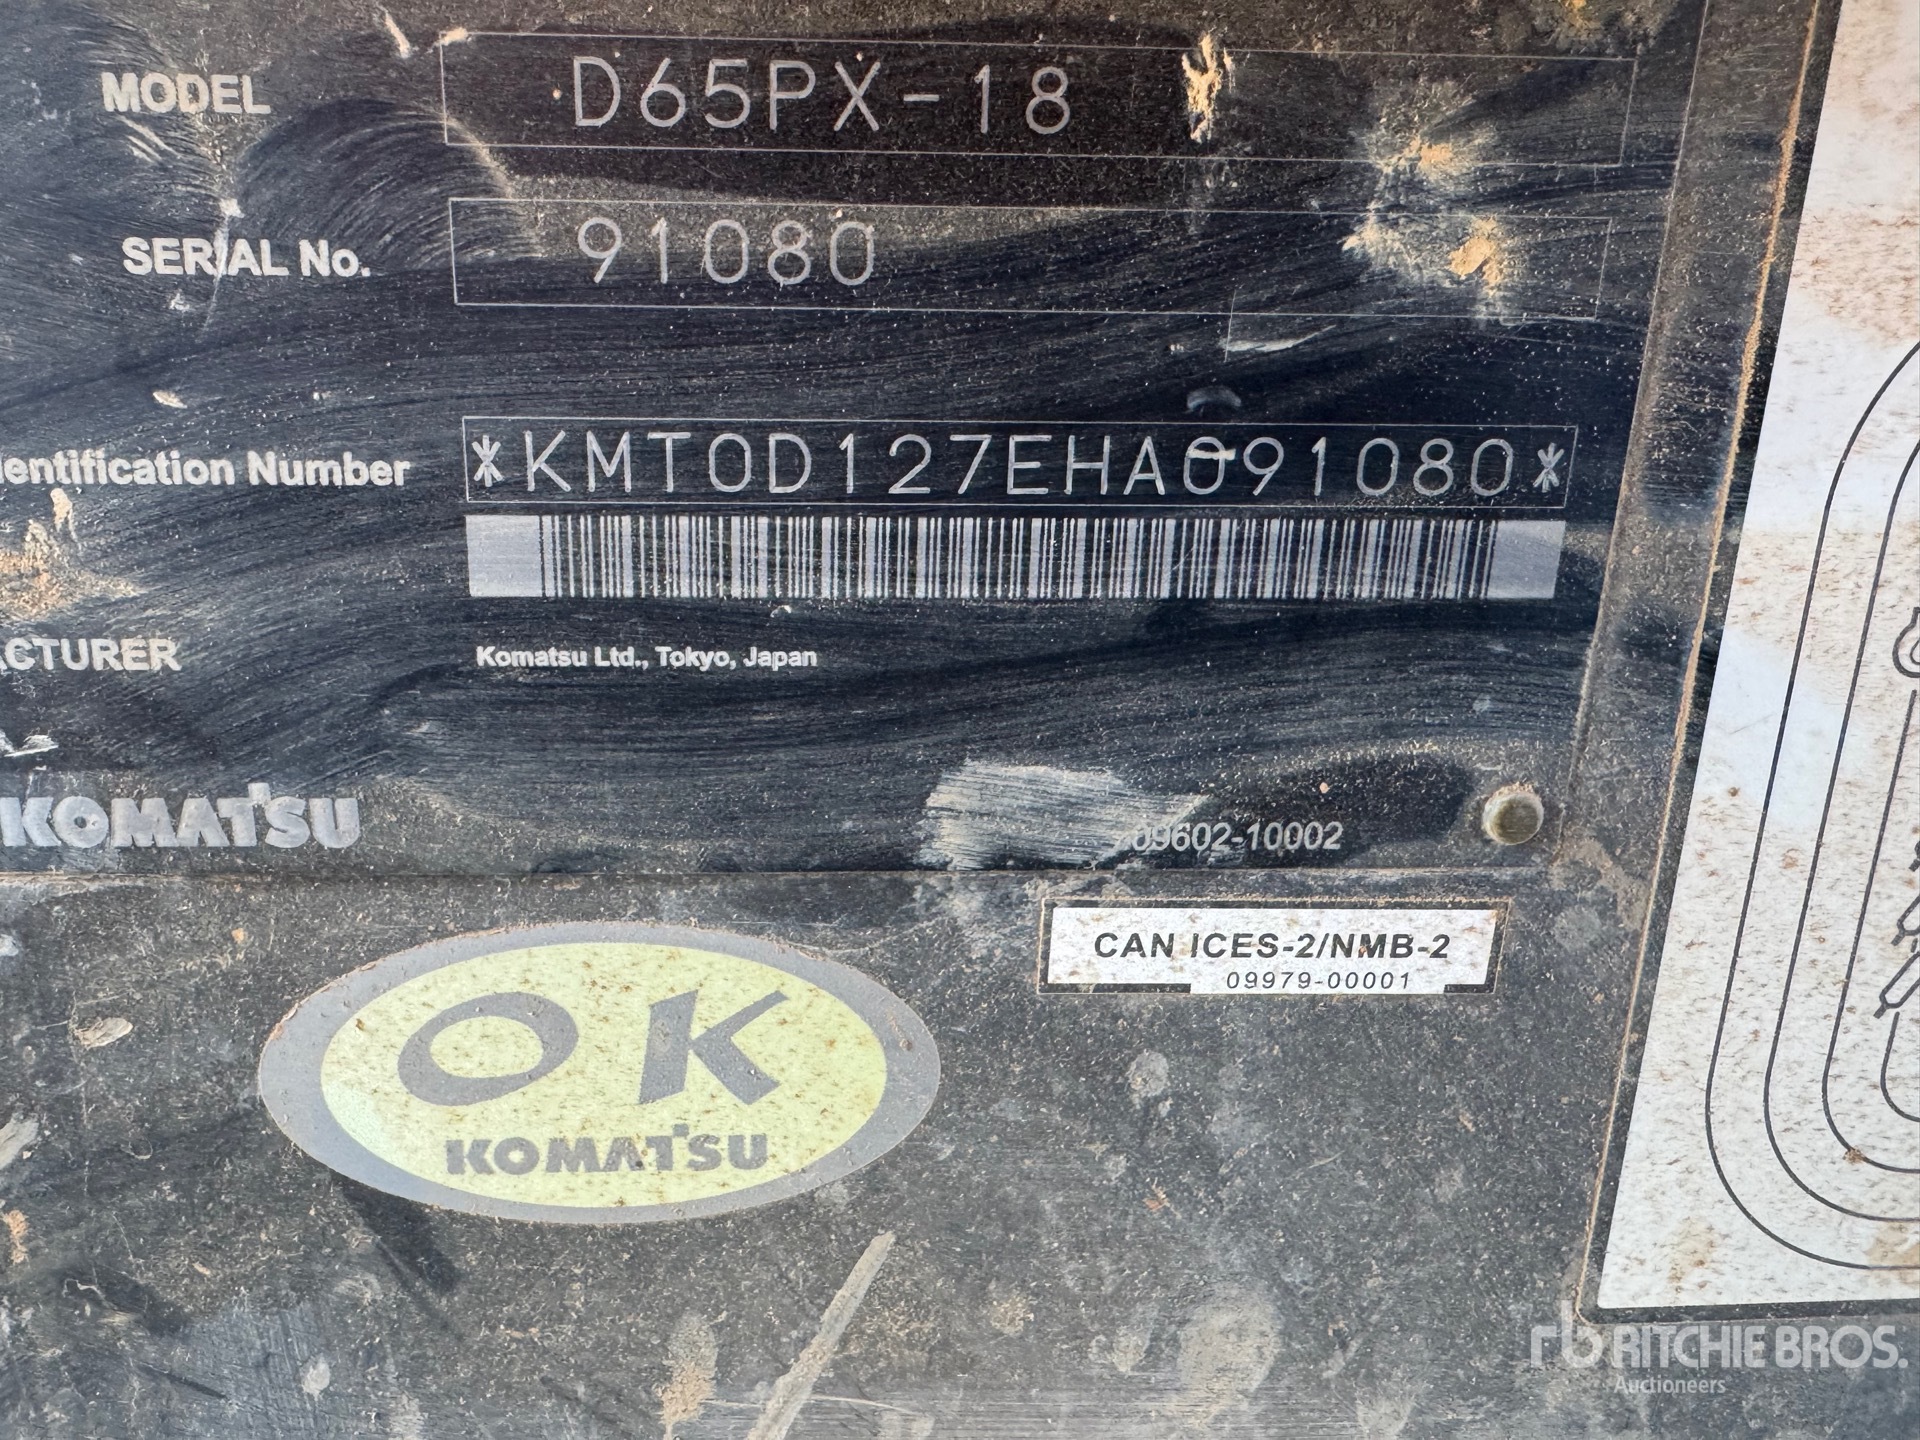 MODEL D65PX-18
SERIAL No. 91080
dentification Number *KMT0D127EHA091080*
ACTURER Komatsu Ltd., Tokyo, Japan
KOMATSU
09602-10002
CAN ICES-2/NMB-2
09979-00001
OK
KOMATSU
rb RITCHIE BROS.
Auctioneers